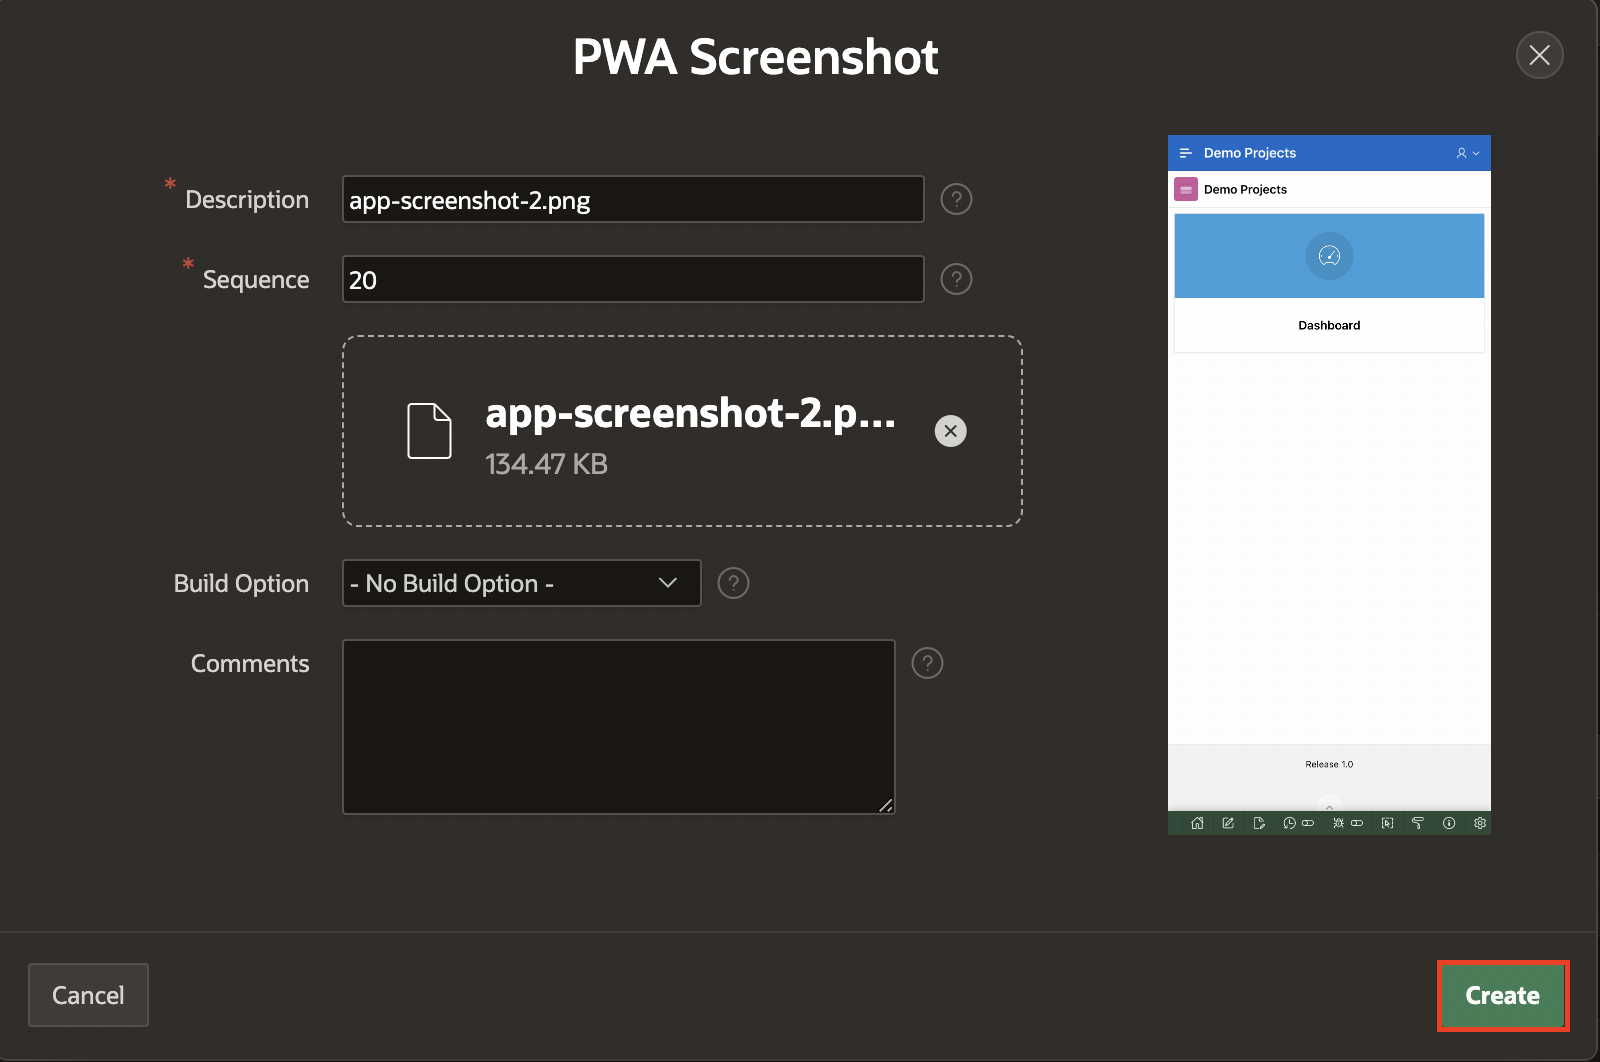 PWA Screenshot
* Description
app-screenshot-2.png
?
* Sequence
20
?
app-screenshot-2.p...
134.47 KB
Build Option
- No Build Option -
?
Comments
?
Demo Projects
Demo Projects
Dashboard
Release 1.0
Cancel
Create